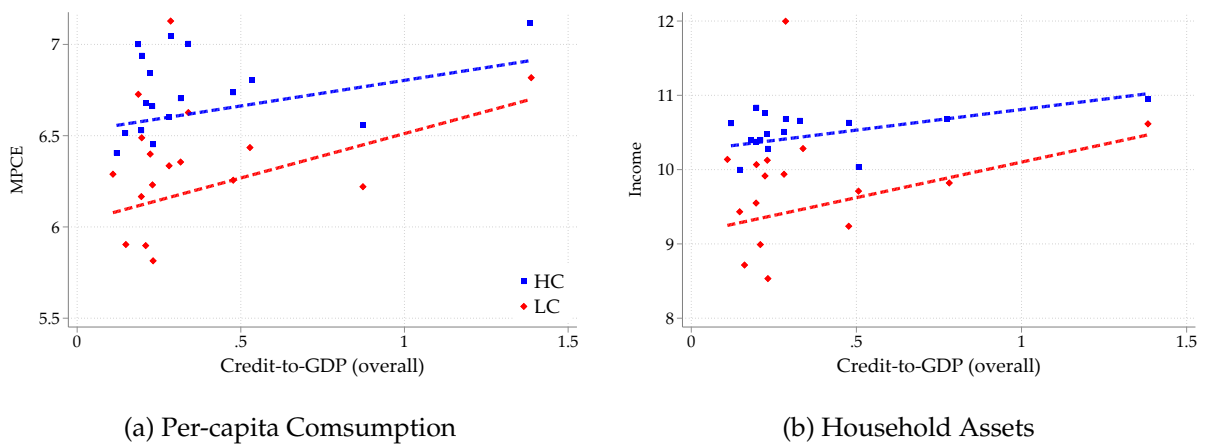 MPCE
7
6.5
6
5.5
0
.5
1
1.5
Credit-to-GDP (overall)
HC
LC
(a) Per-capita Comsumption
Income
12
11
10
9
8
0
.5
1
1.5
Credit-to-GDP (overall)
(b) Household Assets